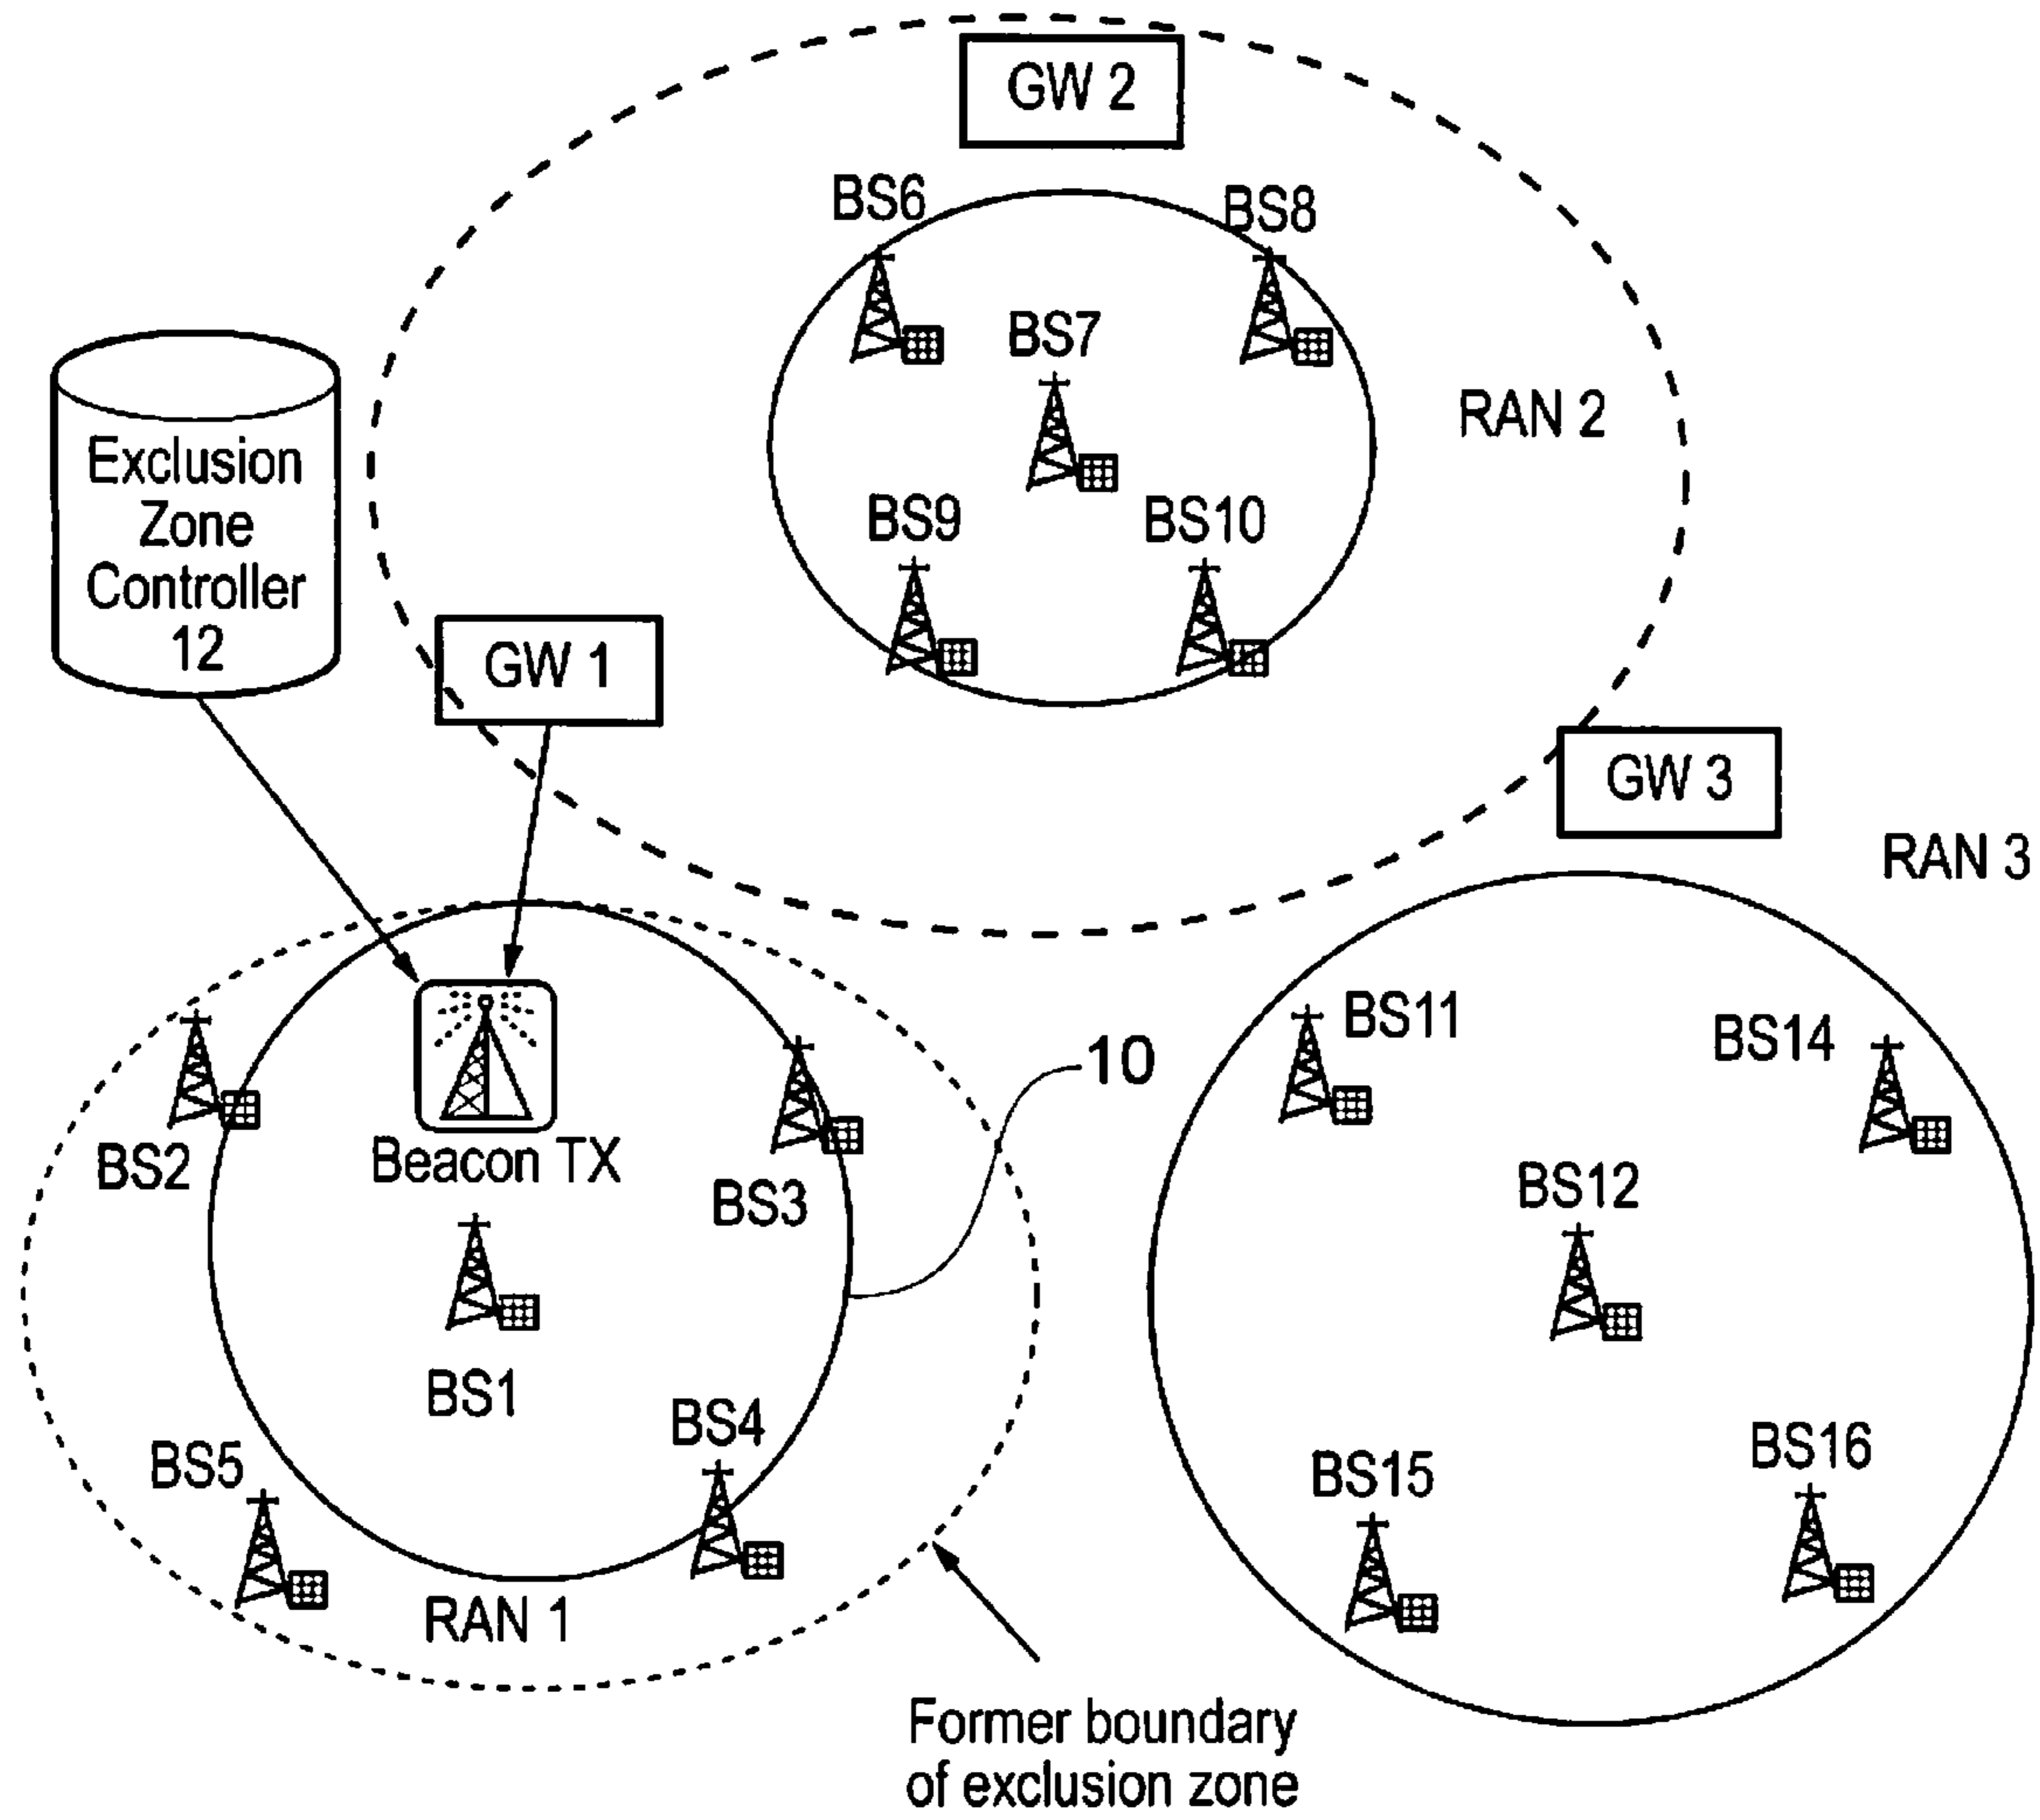 GW 2
BS6
BS8
BS7
RAN 2
Exclusion
Zone
Controller
12
BS9
BS10
GW 1
GW 3
RAN 3
BS11
BS14
10
BS2
Beacon TX
BS3
BS12
BS1
BS4
BS5
BS15
BS16
RAN 1
Former boundary
of exclusion zone